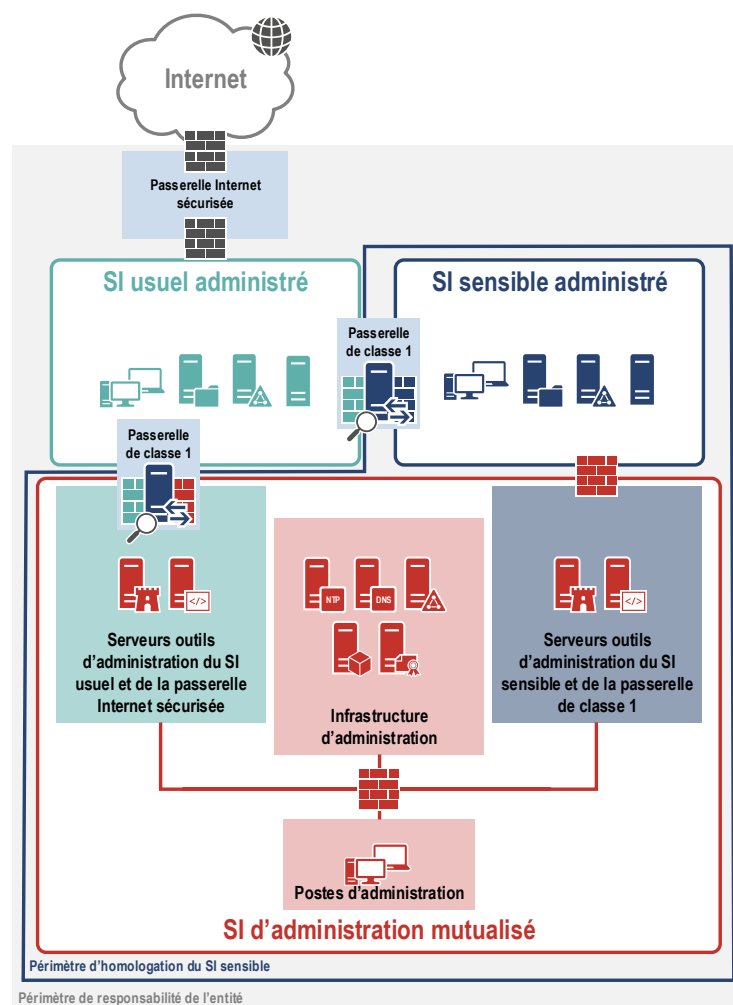 Internet
Passerelle Internet
sécurisée
SI usuel administré
SI sensible administré
Passerelle
de classe 1
Passerelle
de classe 1
</>
</>
NTP
DNS
Serveurs outils
d'administration du SI
usuel et de la passerelle
Internet sécurisée
Infrastructure
d'administration
Serveurs outils
d'administration du SI
sensible et de la passerelle
de classe 1
Postes d'administration
SI d'administration mutualisé
Périmètre d'homologation du SI sensible
Périmètre de responsabilité de l'entité